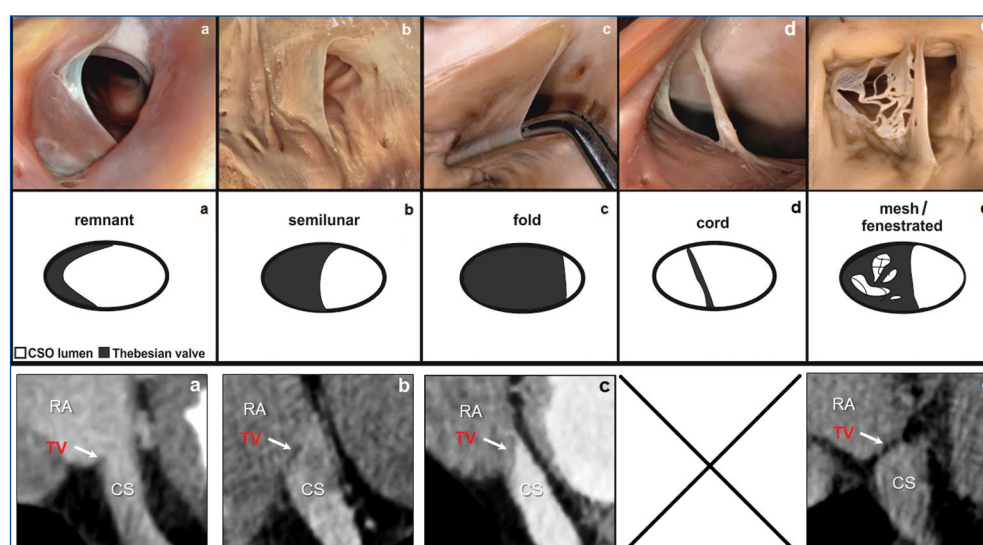 a
b
c
d
remnant
a
semilunar
b
fold
c
cord
d
mesh /
fenestrated
CSO lumen Thebesian valve
a
RA
TV
CS
b
RA
TV
CS
c
RA
TV
CS
RA
TV
CS